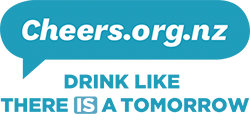 Cheers.org.nz
DRINK LIKE
THERE IS A TOMORROW